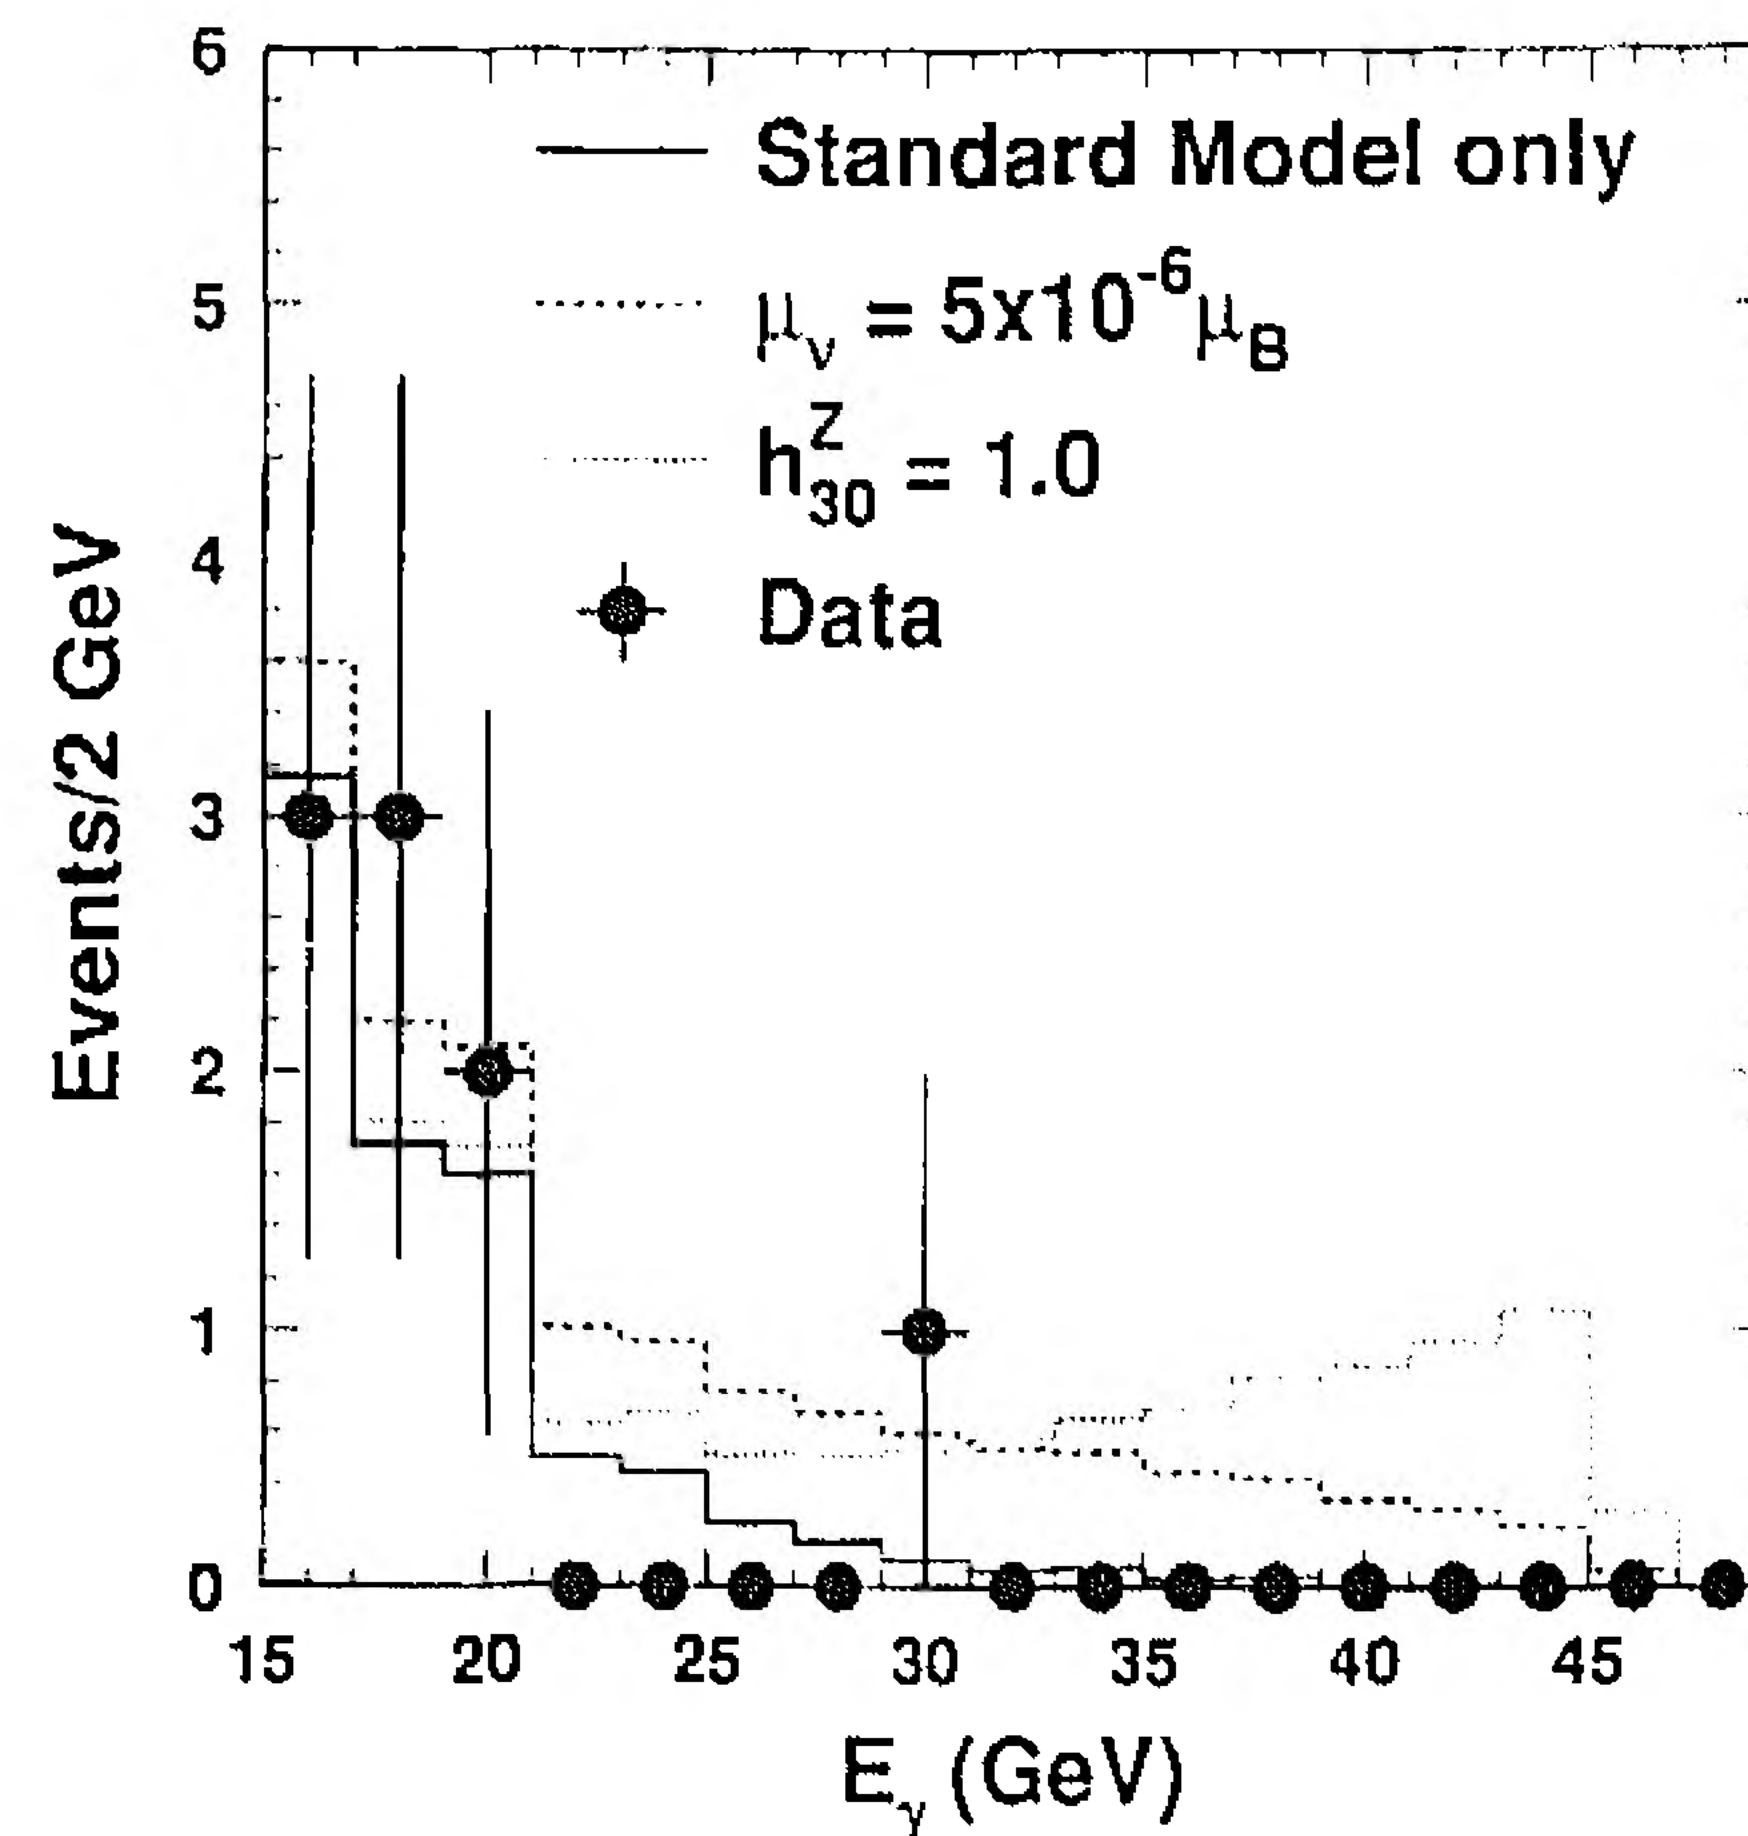 6
5
4
3
2
1
0
Events/2 GeV
Standard Model only
μν = 5x10⁻⁶μB
h³⁰Z = 1.0
Data
15 20 25 30 35 40 45
Eγ (GeV)